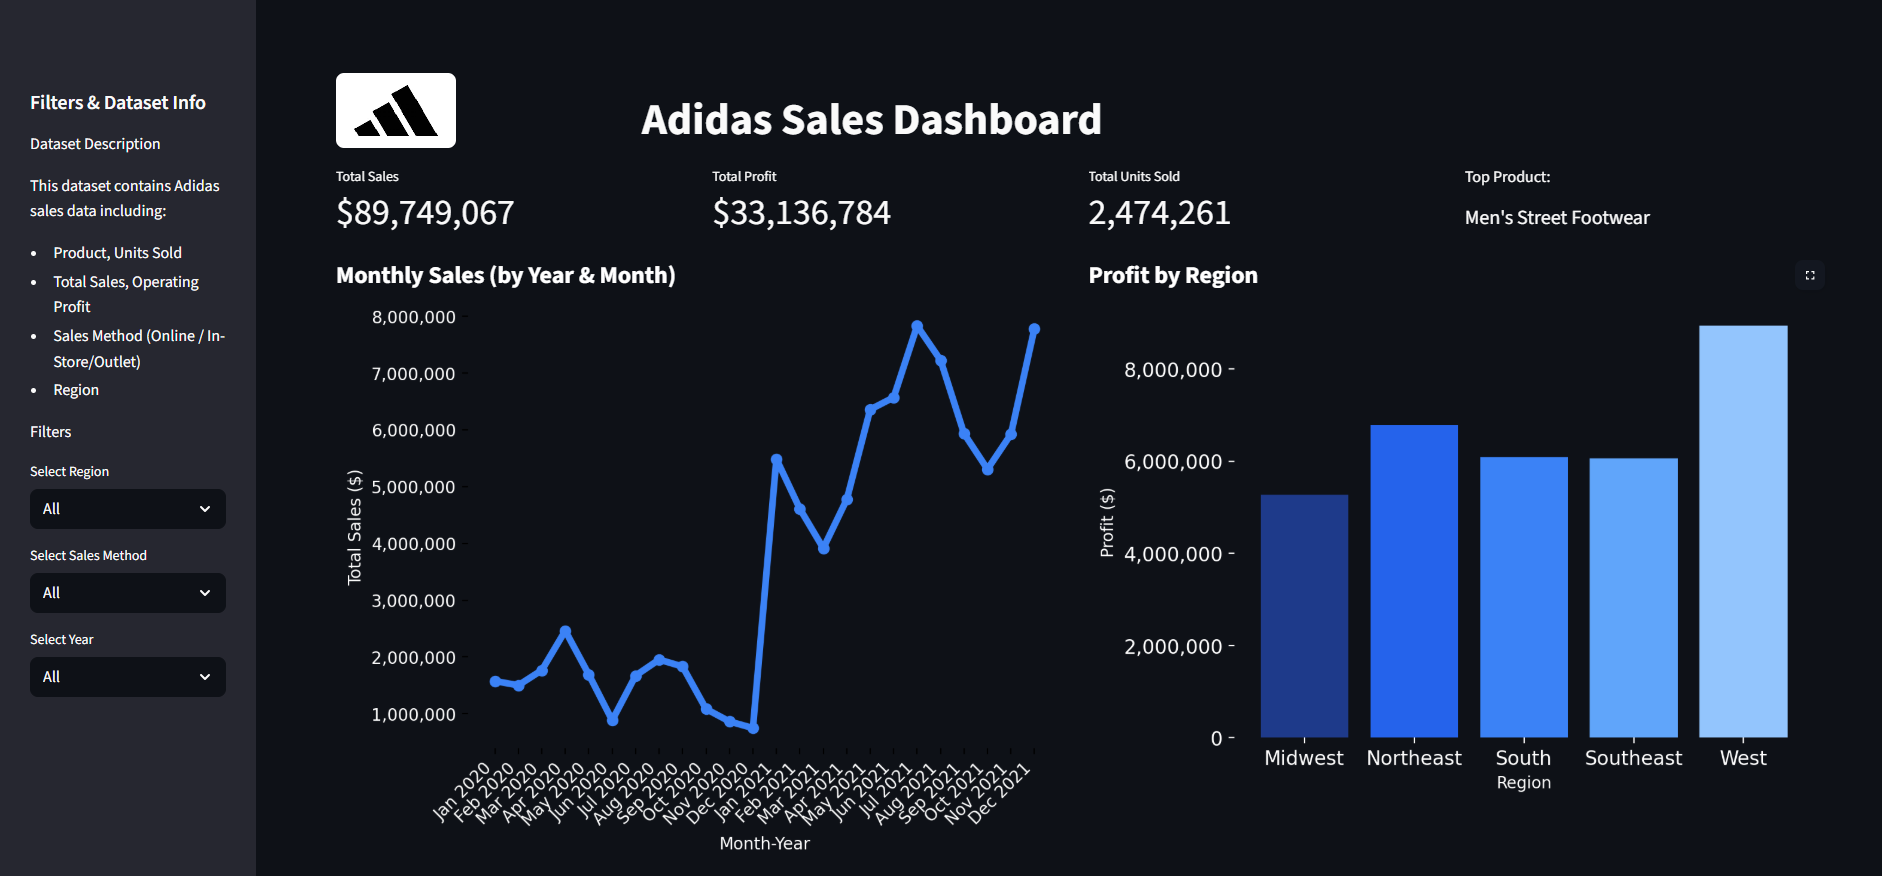 Filters & Dataset Info
Dataset Description
This dataset contains Adidas
sales data including:
Product, Units Sold
Total Sales, Operating
Profit
Sales Method (Online / In-
Store/Outlet)
Region
Filters
Select Region
All
Select Sales Method
All
Select Year
All
Adidas Sales Dashboard
Total Sales
$89,749,067
Total Profit
$33,136,784
Total Units Sold
2,474,261
Top Product:
Men's Street Footwear
Monthly Sales (by Year & Month)
8,000,000
7,000,000
6,000,000
5,000,000
4,000,000
3,000,000
2,000,000
1,000,000
Total Sales ($)
Jan 2020
Feb 2020
Mar 2020
Apr 2020
May 2020
Jun 2020
Jul 2020
Aug 2020
Sep 2020
Oct 2020
Nov 2020
Dec 2020
Jan 2021
Feb 2021
Mar 2021
Apr 2021
May 2021
Jun 2021
Jul 2021
Aug 2021
Sep 2021
Oct 2021
Nov 2021
Dec 2021
Month-Year
Profit by Region
8,000,000
6,000,000
4,000,000
2,000,000
0
Profit ($)
Midwest
Northeast
South
Southeast
West
Region